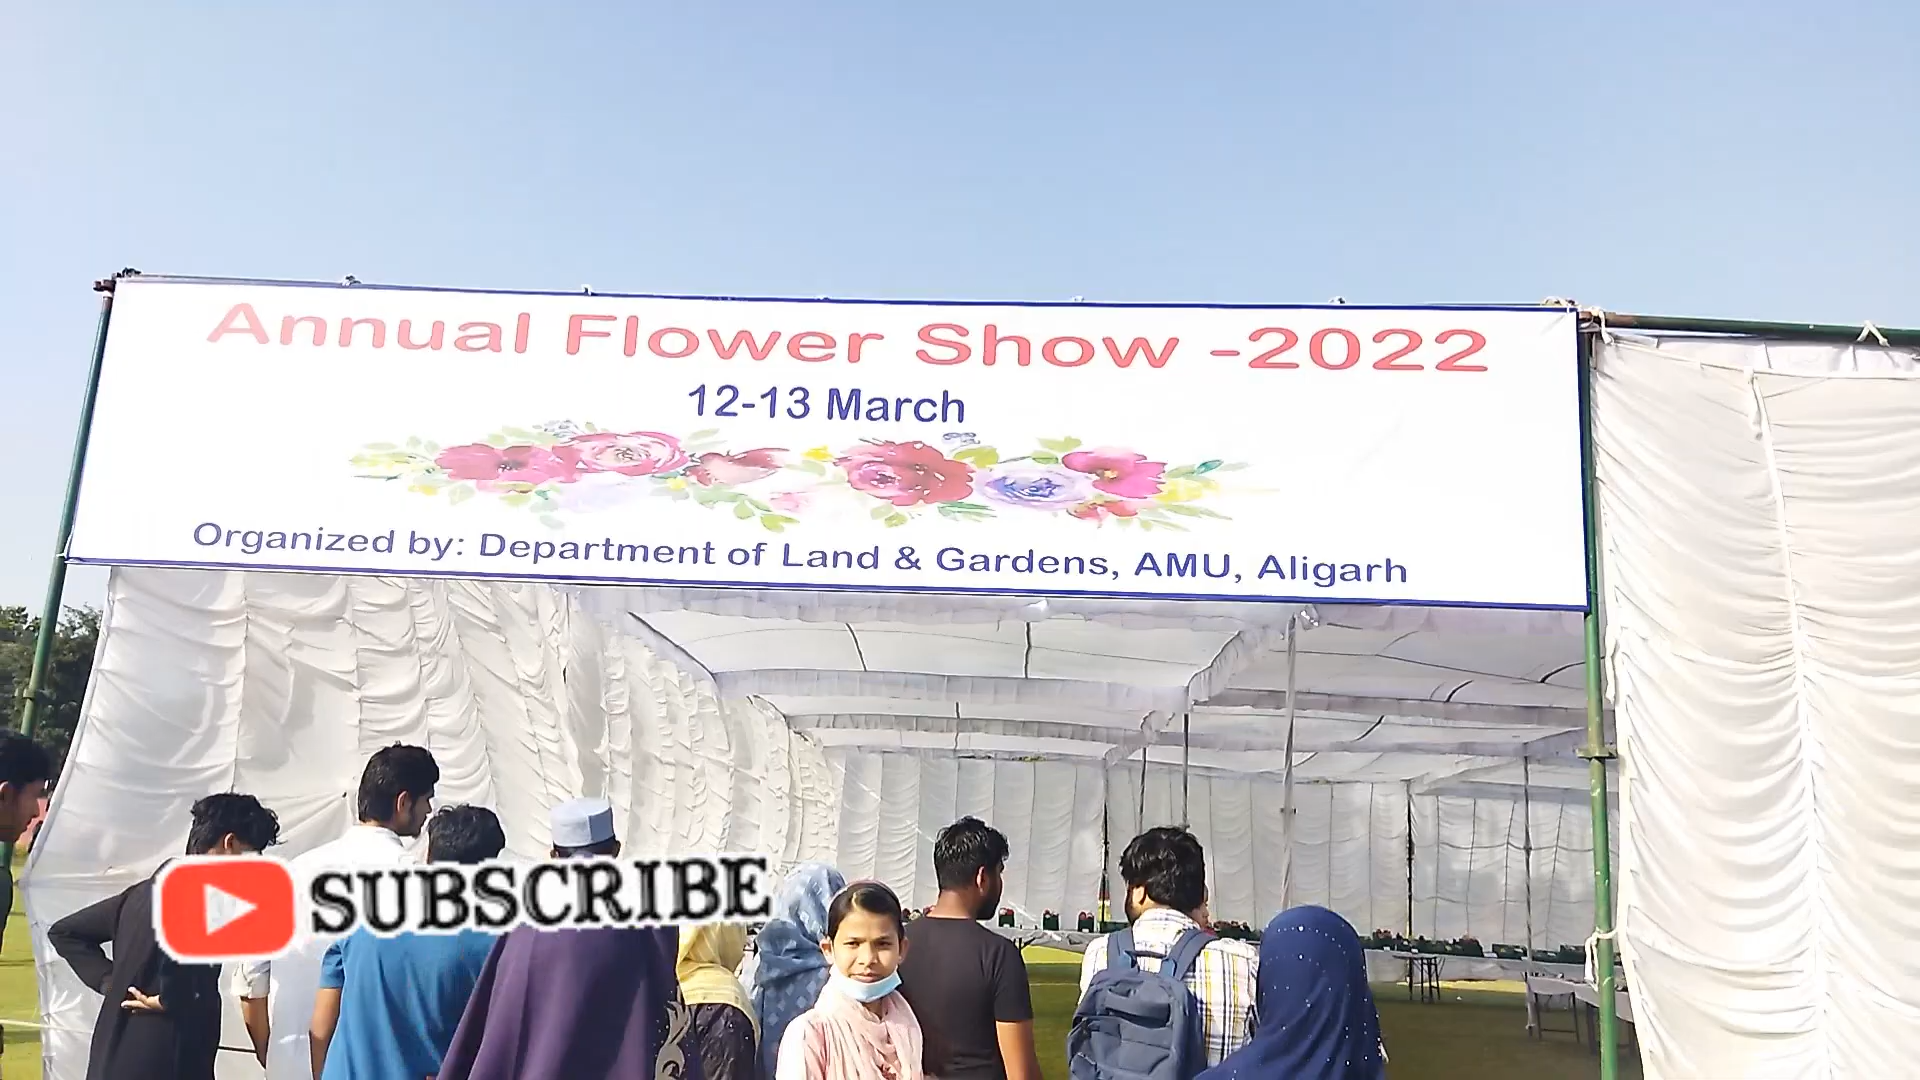 Annual Flower Show -2022
12-13 March
Organized by: Department of Land & Gardens, AMU, Aligarh
SUBSCRIBE